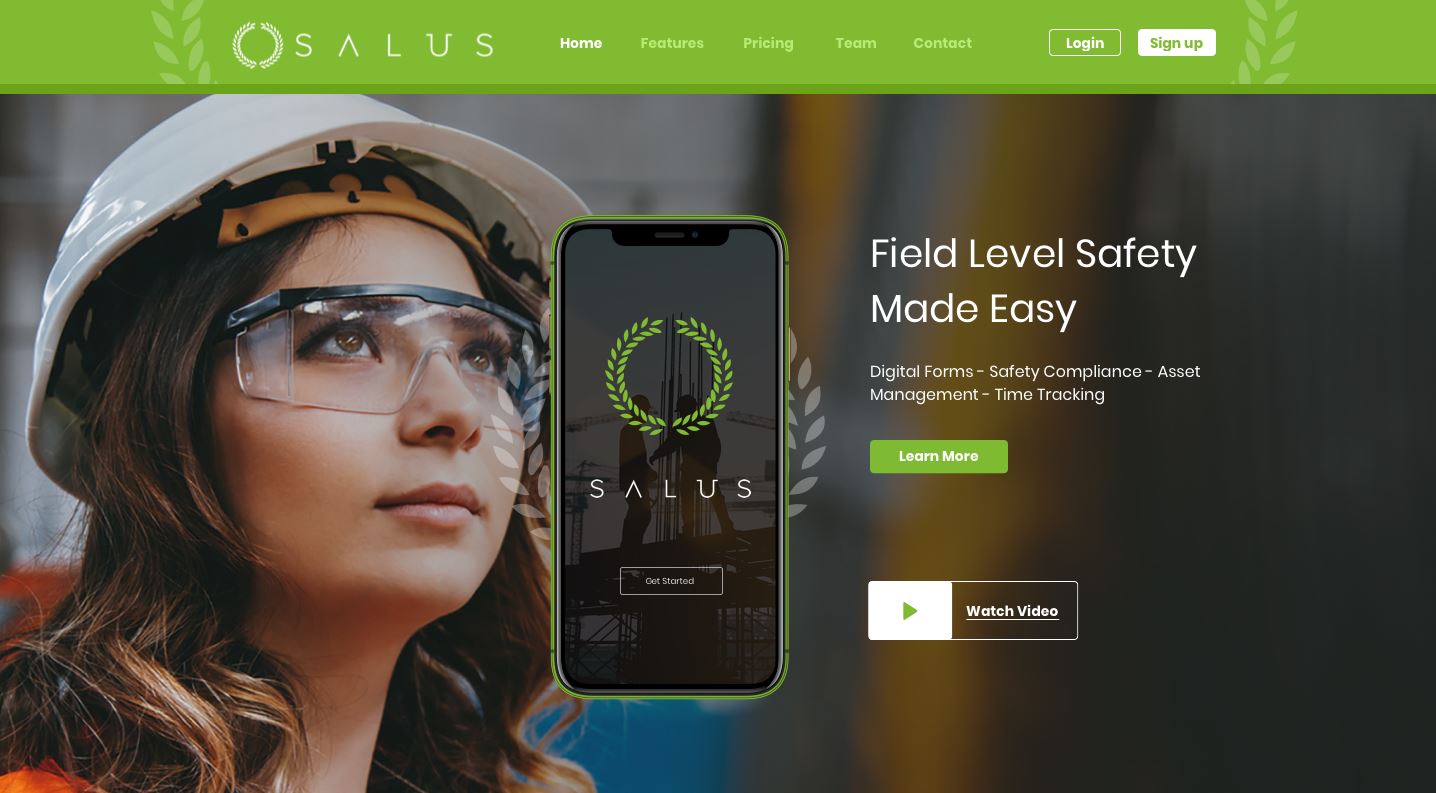 SALUS
Home
Features
Pricing
Team
Contact
Login
Sign up
Field Level Safety
Made Easy
Digital Forms - Safety Compliance - Asset
Management - Time Tracking
Learn More
Watch Video
SALUS
Get Started